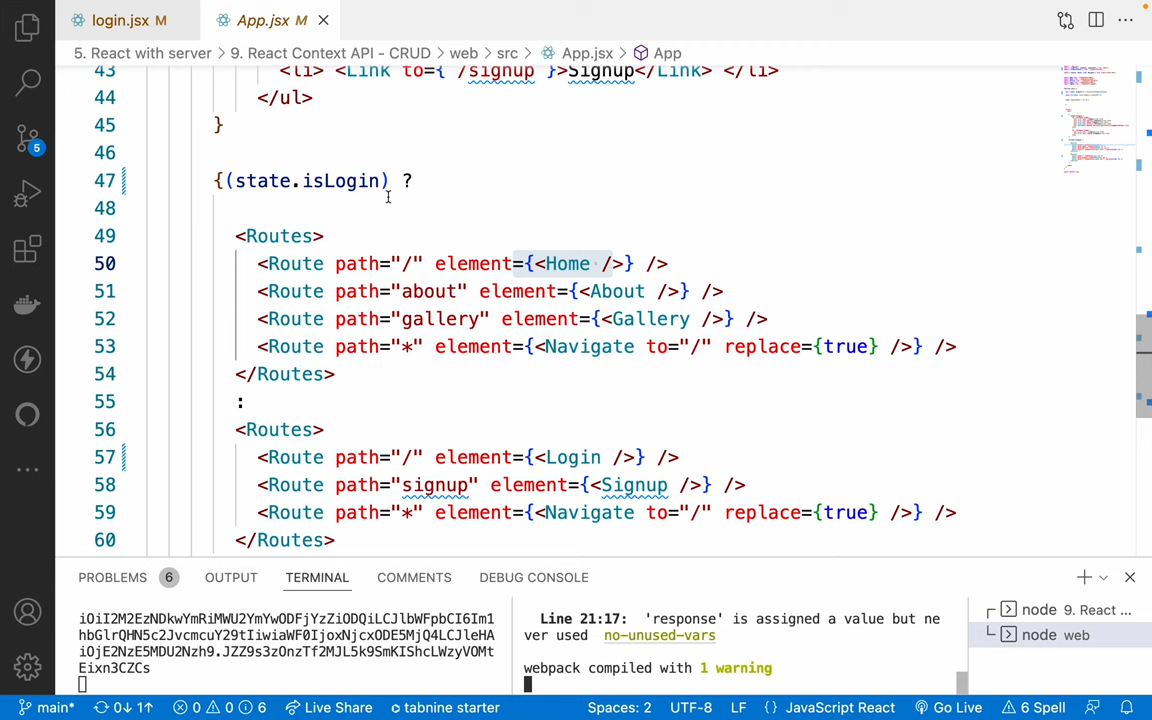 login.jsx M
App.jsx M
5. React with server > 9. React Context API - CRUD > web > src > App.jsx > App
43 <li> <Link to={`/signup`}>Signup</Link> </li>
44 </ul>
45 }
46
47 {(state.isLogin) ?
48
49 <Routes>
50 <Route path="/" element={<Home />} />
51 <Route path="about" element={<About />} />
52 <Route path="gallery" element={<Gallery />} />
53 <Route path="*" element={<Navigate to="/" replace={true} />} />
54 </Routes>
55 :
56 <Routes>
57 <Route path="/" element={<Login />} />
58 <Route path="signup" element={<Signup />} />
59 <Route path="*" element={<Navigate to="/" replace={true} />} />
60 </Routes>
5
PROBLEMS 6 OUTPUT TERMINAL COMMENTS DEBUG CONSOLE
iOiI2M2EzNDkwYmRiMWU2YmYwODFjYzZiODQiLCJlbWFpbCI6Im1
hbGlrQHN5c2JvcmcuY29tIiwiaWF0IjoxNjcxODE5MjQ4LCJleHA
iOjE2NzE5MDU2Nzh9.JZZ9s3zOnzTf2MJL5k9SmKIShcLWzyVOMt
Eixn3CZCs
Line 21:17: 'response' is assigned a value but ne
ver used no-unused-vars
webpack compiled with 1 warning
node 9. React ...
node web
main* 0↓ 1↑ 0 0 6 Live Share tabnine starter Spaces: 2 UTF-8 LF {} JavaScript React Go Live 6 Spell